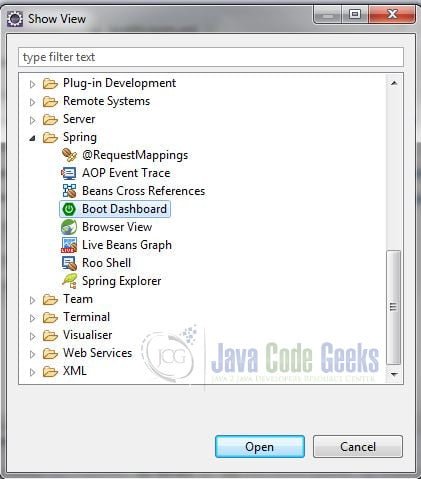 Show View
type filter text
Plug-in Development
Remote Systems
Server
Spring
@RequestMappings
AOP Event Trace
Beans Cross References
Boot Dashboard
Browser View
Live Beans Graph
Roo Shell
Spring Explorer
Team
Terminal
Visualiser
Web Services
XML
JCG
Java Code Geeks
Java 2 Java Developers Resource Center
Open
Cancel